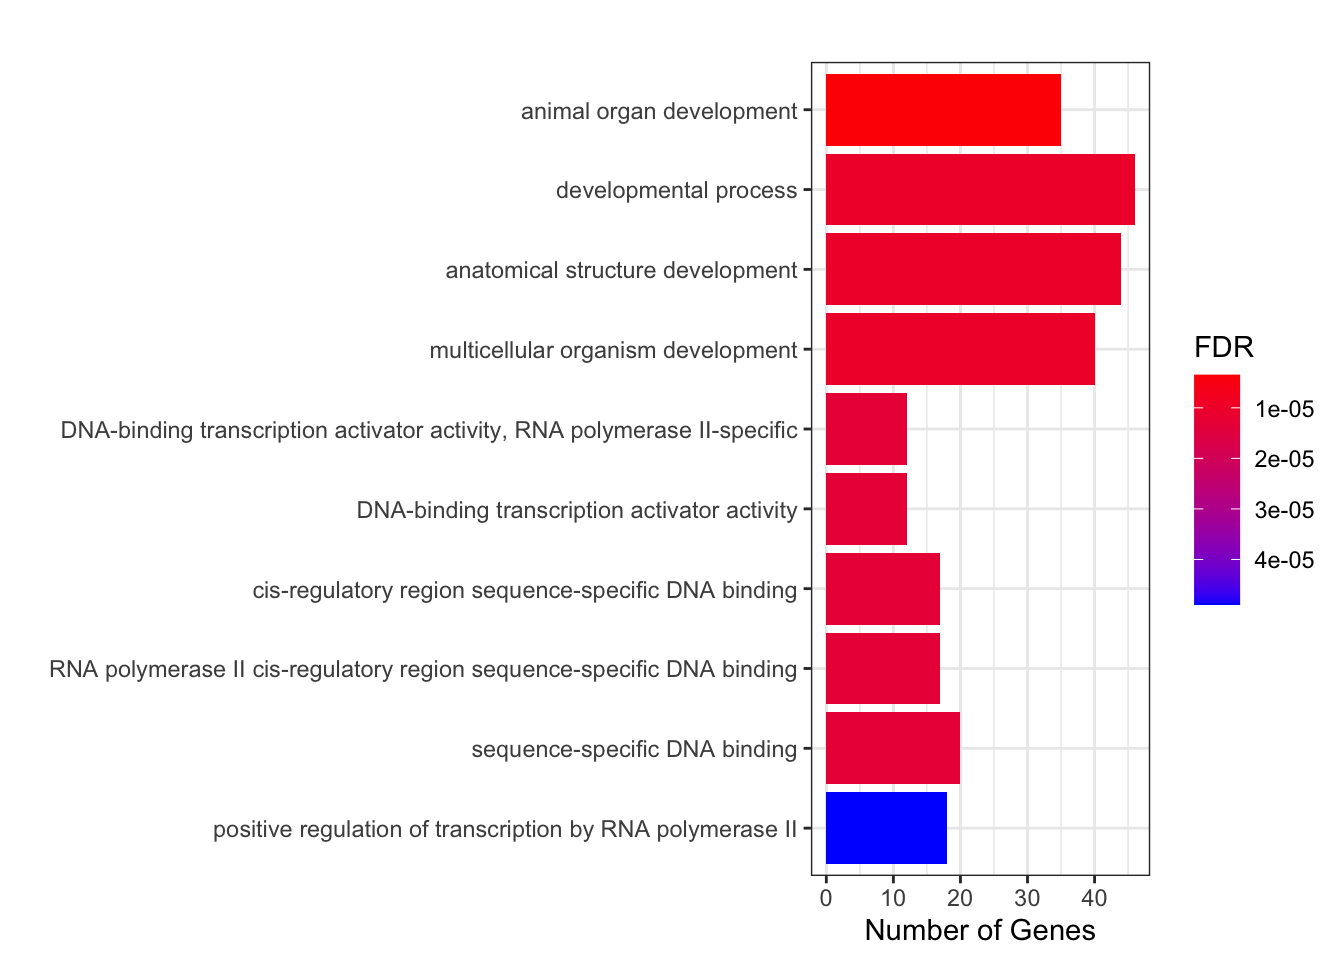 animal organ development
developmental process
anatomical structure development
multicellular organism development
DNA-binding transcription activator activity, RNA polymerase II-specific
DNA-binding transcription activator activity
cis-regulatory region sequence-specific DNA binding
RNA polymerase II cis-regulatory region sequence-specific DNA binding
sequence-specific DNA binding
positive regulation of transcription by RNA polymerase II
0 10 20 30 40
Number of Genes
FDR
1e-05
2e-05
3e-05
4e-05